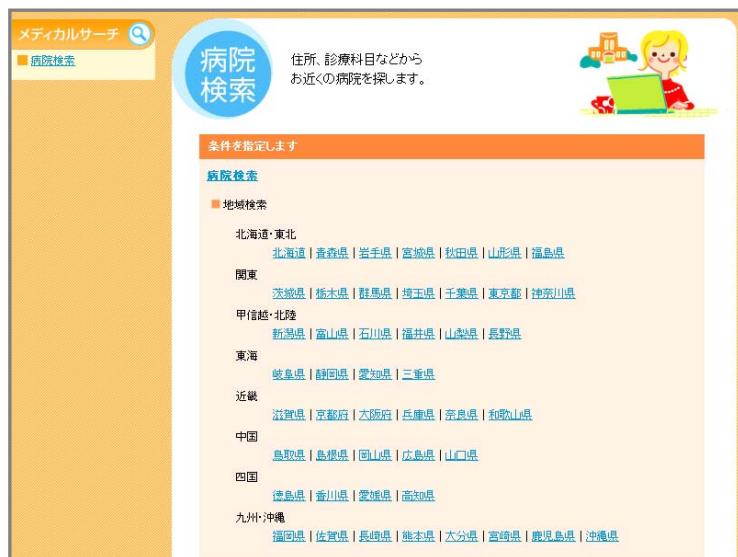 メディカルサーチ
病院検索
病院
検索
住所、診療科目などから
お近くの病院を探します。
条件を指定します
病院検索
地域検索
北海道・東北
北海道 | 青森県 | 岩手県 | 宮城県 | 秋田県 | 山形県 | 福島県
関東
茨城県 | 栃木県 | 群馬県 | 埼玉県 | 千葉県 | 東京都 | 神奈川県
甲信越・北陸
新潟県 | 富山県 | 石川県 | 福井県 | 山梨県 | 長野県
東海
岐阜県 | 静岡県 | 愛知県 | 三重県
近畿
滋賀県 | 京都府 | 大阪府 | 兵庫県 | 奈良県 | 和歌山県
中国
鳥取県 | 島根県 | 岡山県 | 広島県 | 山口県
四国
徳島県 | 香川県 | 愛媛県 | 高知県
九州・沖縄
福岡県 | 佐賀県 | 長崎県 | 熊本県 | 大分県 | 宮崎県 | 鹿児島県 | 沖縄県